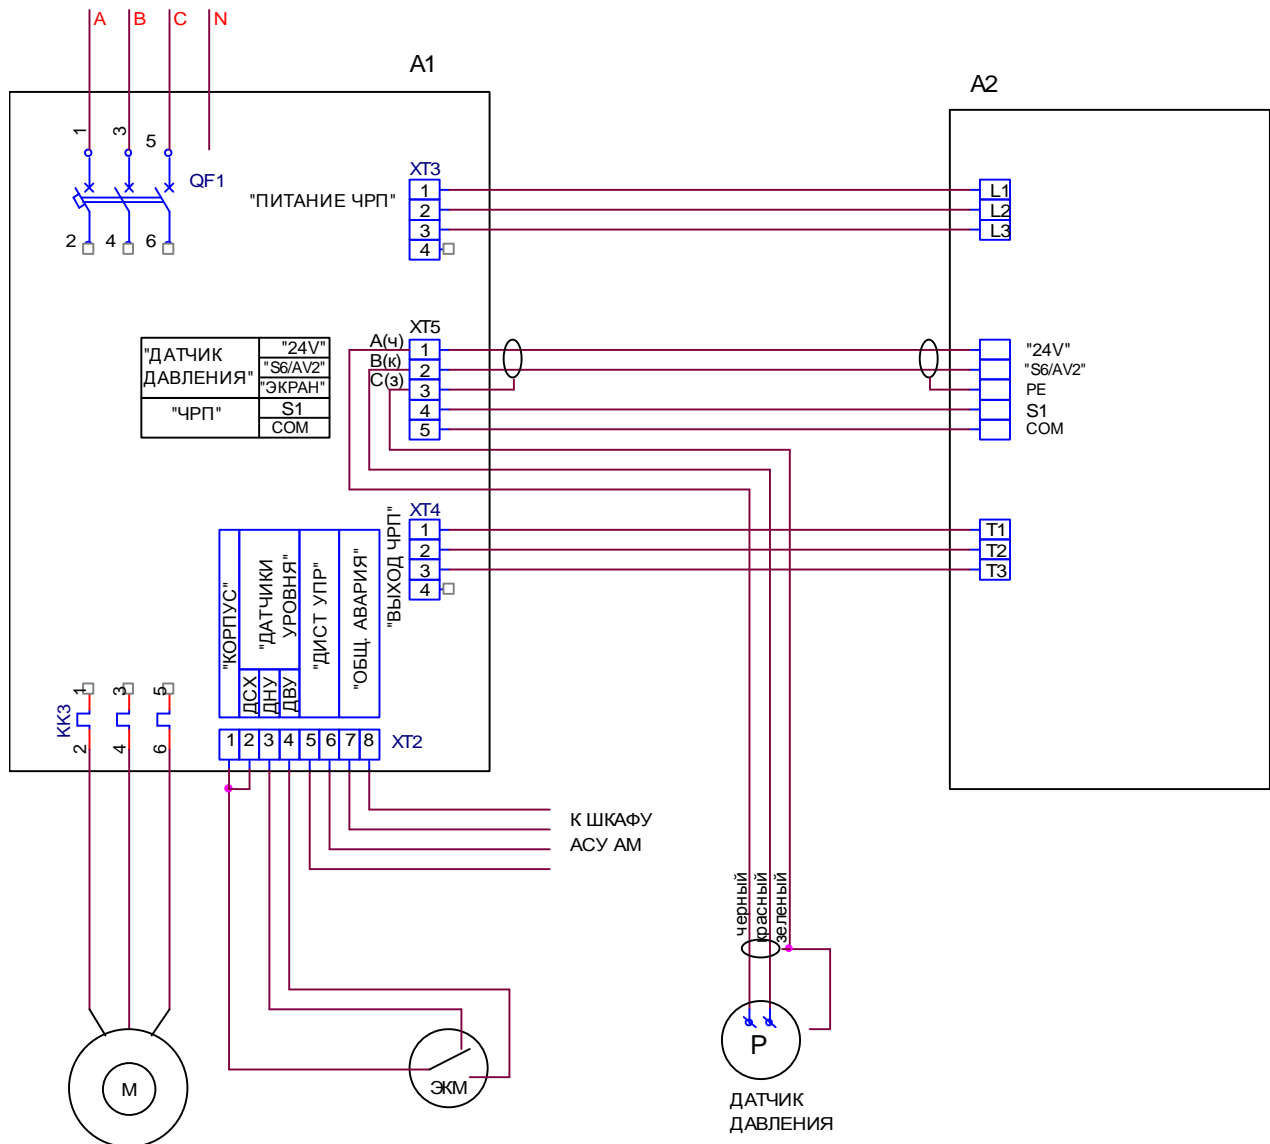 A
B
C
N
A1
A2
1
3
5
QF1
2
4
6
"ПИТАНИЕ ЧРП"
XT3
1
2
3
4
L1
L2
L3
"ДАТЧИК
ДАВЛЕНИЯ"
"24V"
"S6/AV2"
"ЭКРАН"
"ЧРП"
S1
COM
XT5
А(ч)
В(к)
С(з)
1
2
3
4
5
"24V"
"S6/AV2"
PE
S1
COM
"ВЫХОД ЧРП"
XT4
1
2
3
4
T1
T2
T3
"КОРПУС"
"ДАТЧИКИ
УРОВНЯ"
ДСХ
ДНУ
ДВУ
"ДИСТ УПР"
"ОБЩ. АВАРИЯ"
1
2
3
4
5
6
7
8
XT2
KK3
1
3
5
2
4
6
К ШКАФУ
АСУ АМ
черный
красный
зеленый
М
ЭКМ
P
ДАТЧИК
ДАВЛЕНИЯ